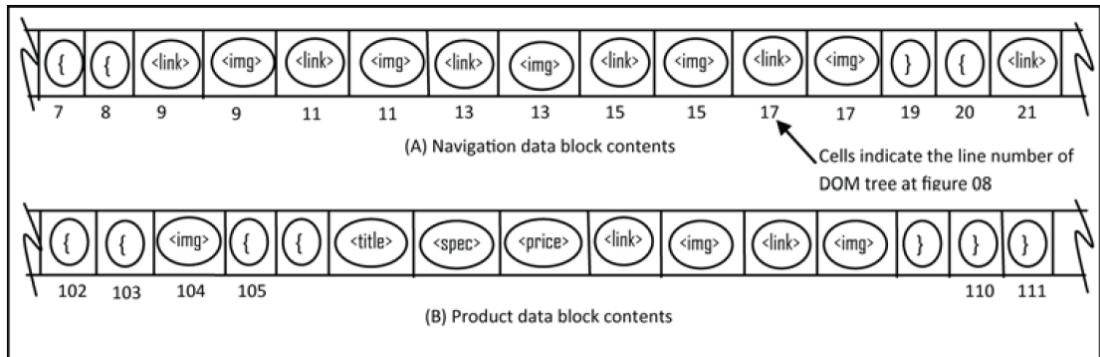 { { <link> <img> <link> <img> <link> <img> <link> <img> <link> <img> } { <link>
7 8 9 9 11 11 13 13 15 15 17 17 19 20 21
(A) Navigation data block contents
Cells indicate the line number of
DOM tree at figure 08
{ { <img> { { <title> <spec> <price> <link> <img> <link> <img> } } }
102 103 104 105 110 111
(B) Product data block contents